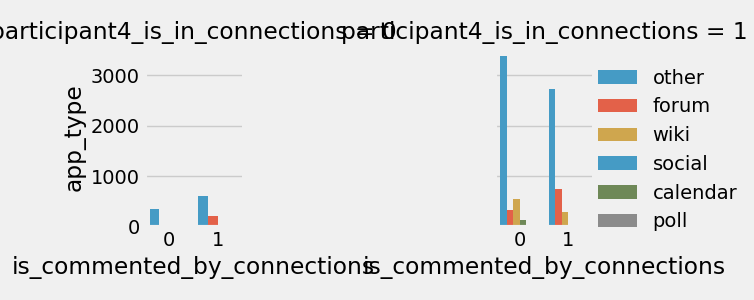 participant4_is_in_connections = 0
participant4_is_in_connections = 1
app_type
3000
2000
1000
0
0
1
0
1
is_commented_by_connections
is_commented_by_connections
other
forum
wiki
social
calendar
poll